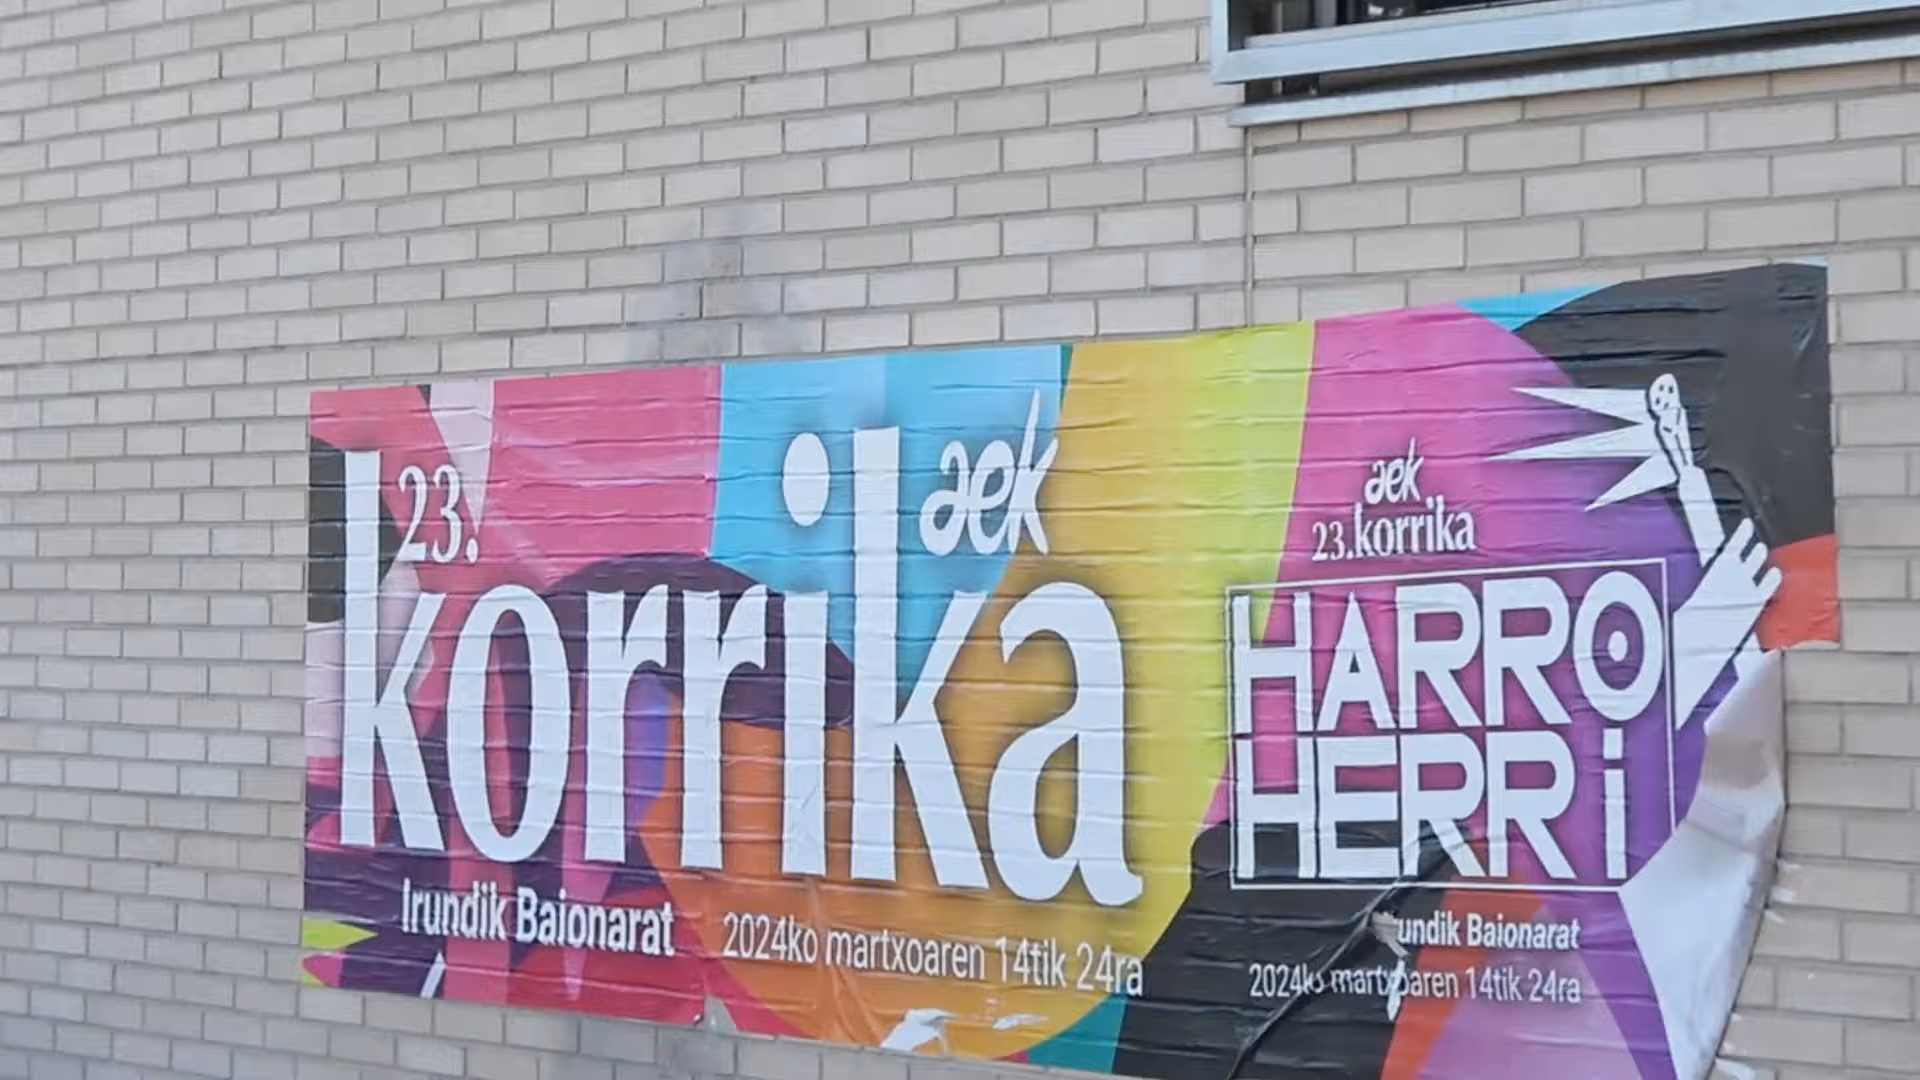 23.
korrika
aek
Irundik Baionarat
2024ko martxoaren 14tik 24ra
aek
23.korrika
HARRO
HERRi
undik Baionarat
2024ko martxoaren 14tik 24ra